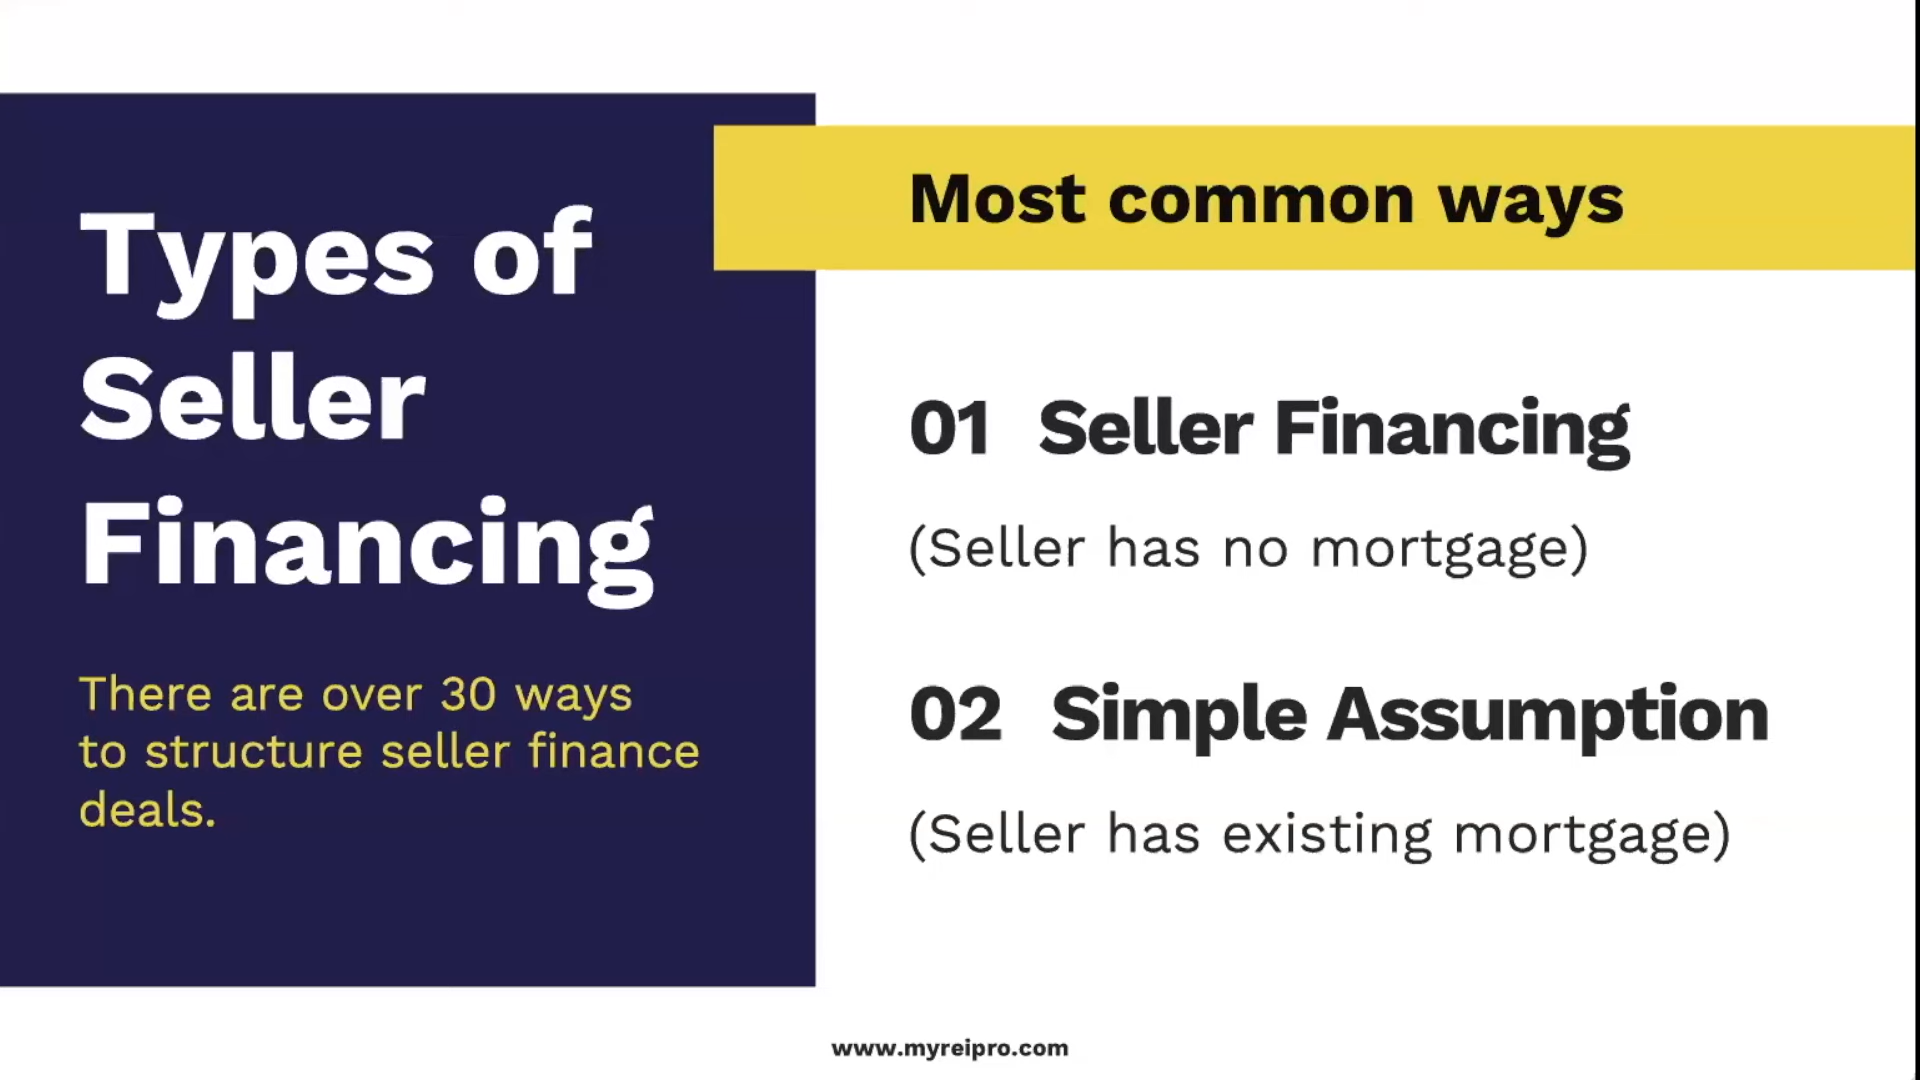 Types of
Seller
Financing
There are over 30 ways
to structure seller finance
deals.
Most common ways
01 Seller Financing
(Seller has no mortgage)
02 Simple Assumption
(Seller has existing mortgage)
www.myreipro.com